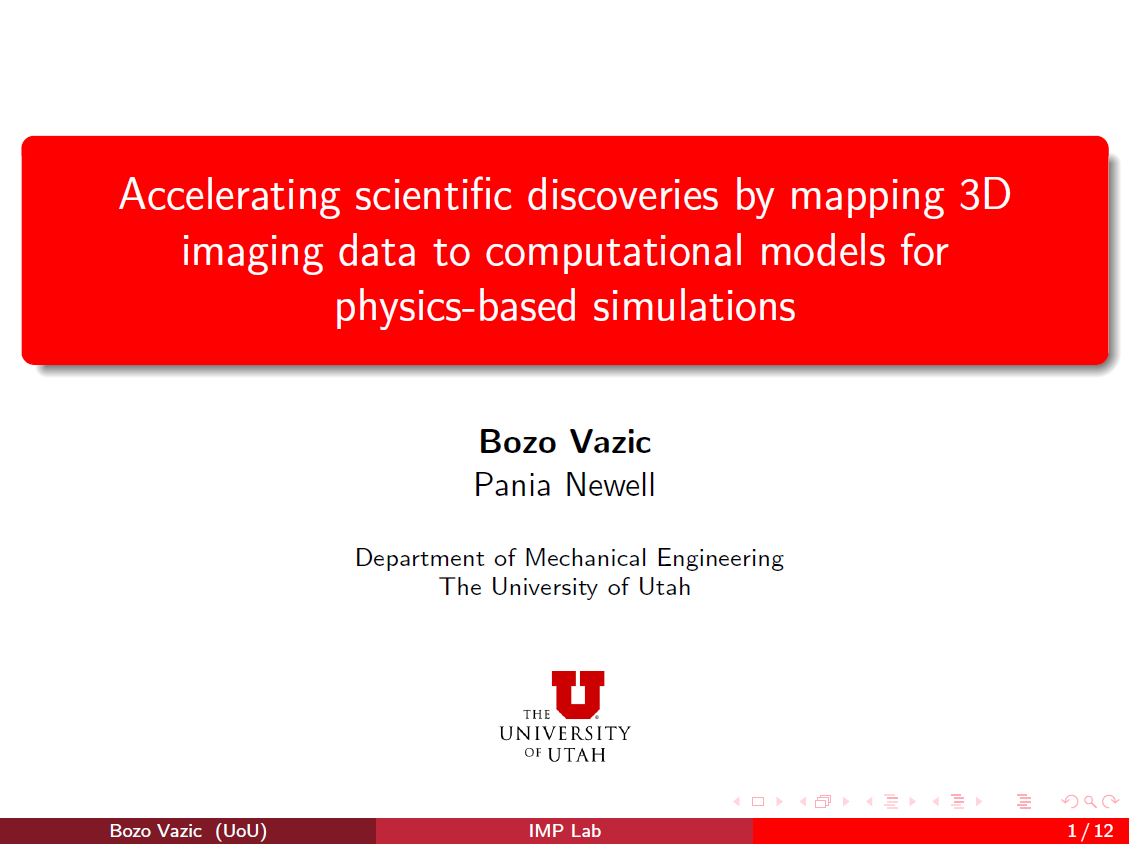 Accelerating scientific discoveries by mapping 3D
imaging data to computational models for
physics-based simulations
Bozo Vazic
Pania Newell
Department of Mechanical Engineering
The University of Utah
THE
UNIVERSITY
OF UTAH
Bozo Vazic (UoU)
IMP Lab
1 / 12